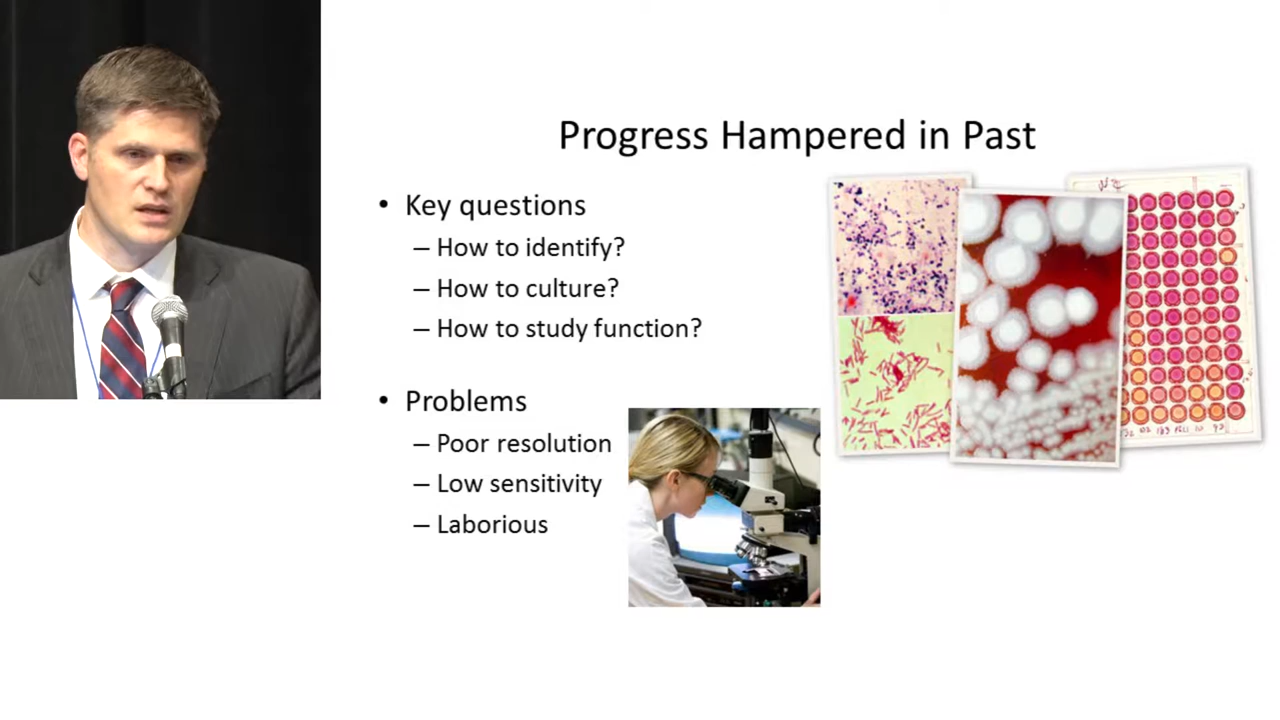 Progress Hampered in Past
• Key questions
– How to identify?
– How to culture?
– How to study function?
• Problems
– Poor resolution
– Low sensitivity
– Laborious